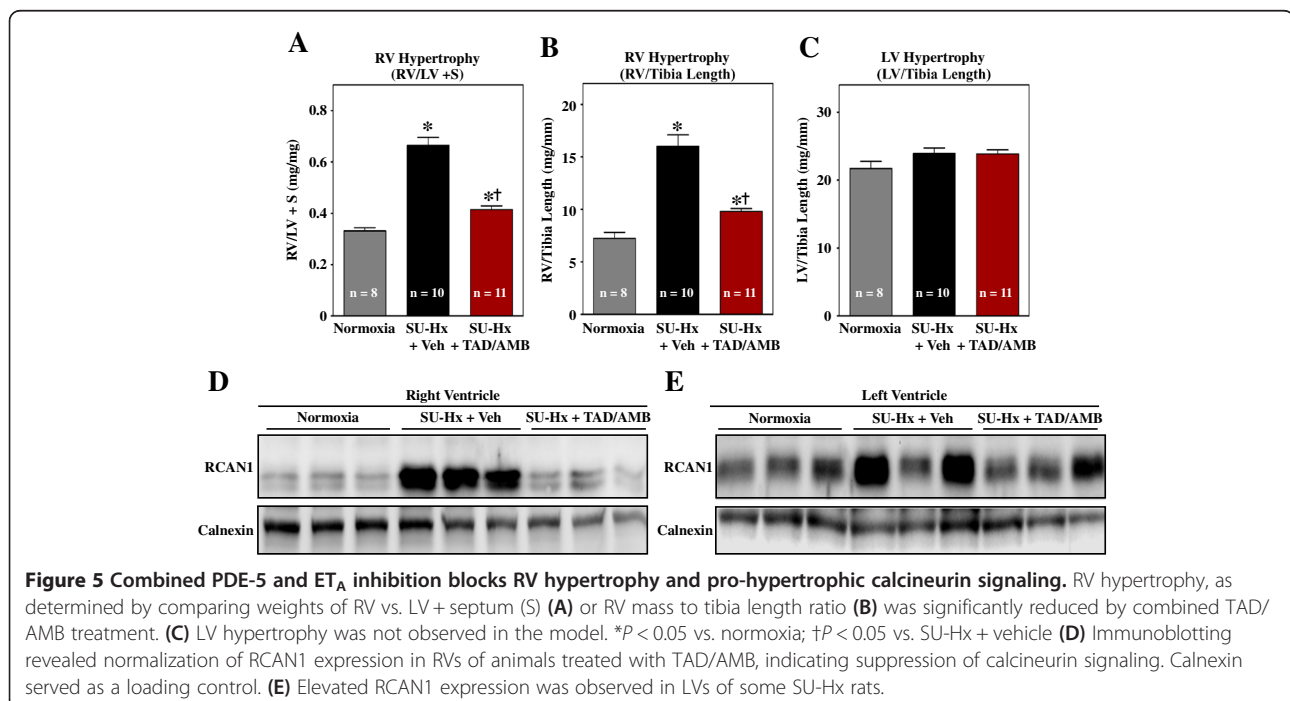 A
RV Hypertrophy
(RV/LV +S)
RV/LV + S (mg/mg)
0.8
0.6
0.4
0.2
0
*
*†
n = 8
n = 10
n = 11
Normoxia
SU-Hx
+ Veh
SU-Hx
+ TAD/AMB
B
RV Hypertrophy
(RV/Tibia Length)
RV/Tibia Length (mg/mm)
20
15
10
5
0
*
*†
n = 8
n = 10
n = 11
Normoxia
SU-Hx
+ Veh
SU-Hx
+ TAD/AMB
C
LV Hypertrophy
(LV/Tibia Length)
LV/Tibia Length (mg/mm)
30
20
10
0
n = 8
n = 10
n = 11
Normoxia
SU-Hx
+ Veh
SU-Hx
+ TAD/AMB
D
Right Ventricle
Normoxia SU-Hx + Veh SU-Hx + TAD/AMB
RCAN1
Calnexin
E
Left Ventricle
Normoxia SU-Hx + Veh SU-Hx + TAD/AMB
RCAN1
Calnexin
Figure 5 Combined PDE-5 and ETA inhibition blocks RV hypertrophy and pro-hypertrophic calcineurin signaling. RV hypertrophy, as
determined by comparing weights of RV vs. LV + septum (S) (A) or RV mass to tibia length ratio (B) was significantly reduced by combined TAD/
AMB treatment. (C) LV hypertrophy was not observed in the model. *P < 0.05 vs. normoxia; †P < 0.05 vs. SU-Hx + vehicle (D) Immunoblotting
revealed normalization of RCAN1 expression in RVs of animals treated with TAD/AMB, indicating suppression of calcineurin signaling. Calnexin
served as a loading control. (E) Elevated RCAN1 expression was observed in LVs of some SU-Hx rats.